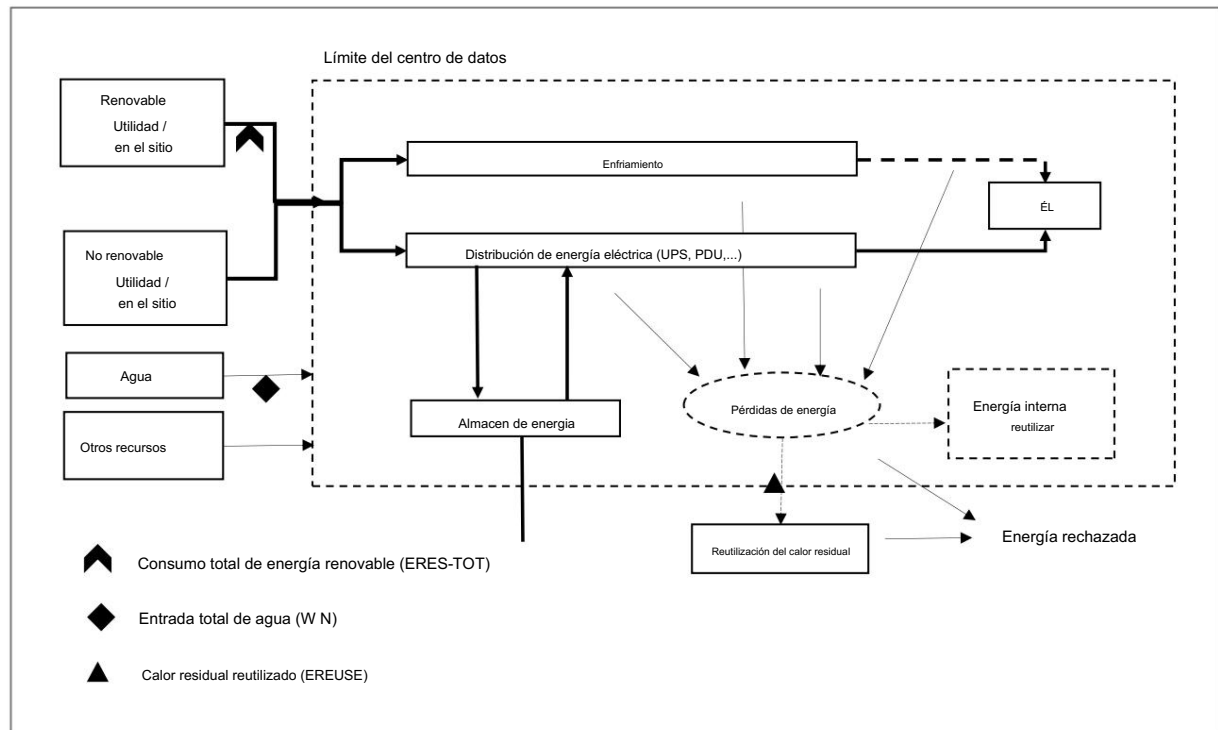 Límite del centro de datos
Renovable
Utilidad /
en el sitio
Enfriamiento
ÉL
No renovable
Utilidad /
en el sitio
Distribución de energía eléctrica (UPS, PDU,...)
Agua
Otros recursos
Almacen de energia
Pérdidas de energía
Energía interna
reutilizar
Reutilización del calor residual
Energía rechazada
Consumo total de energía renovable (ERES-TOT)
Entrada total de agua (W N)
Calor residual reutilizado (EREUSE)